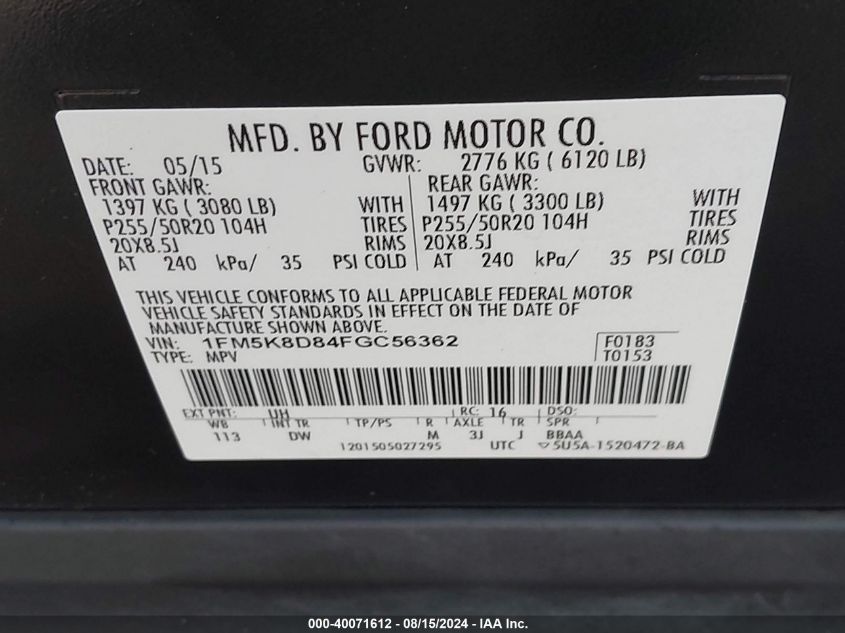 MFD. BY FORD MOTOR CO.
DATE: 05/15 GVWR: 2776 KG ( 6120 LB)
FRONT GAWR: REAR GAWR:
1397 KG ( 3080 LB) WITH 1497 KG ( 3300 LB) WITH
P255/50R20 104H TIRES P255/50R20 104H TIRES
20X8.5J RIMS 20X8.5J RIMS
AT 240 kPa/ 35 PSI COLD AT 240 kPa/ 35 PSI COLD
THIS VEHICLE CONFORMS TO ALL APPLICABLE FEDERAL MOTOR
VEHICLE SAFETY STANDARDS IN EFFECT ON THE DATE OF
MANUFACTURE SHOWN ABOVE.
VIN: 1FM5K8D84FGC56362 F0183
TYPE: MPV T0153
EXT PNT: UH RC: 16 DSO:
WB INT TR TP/PS R AXLE TR SPR
113 DW M 3J J BBAA
1201505027295 UTC ▽5U5A-1520472-BA
000-40071612 - 08/15/2024 - IAAI.com